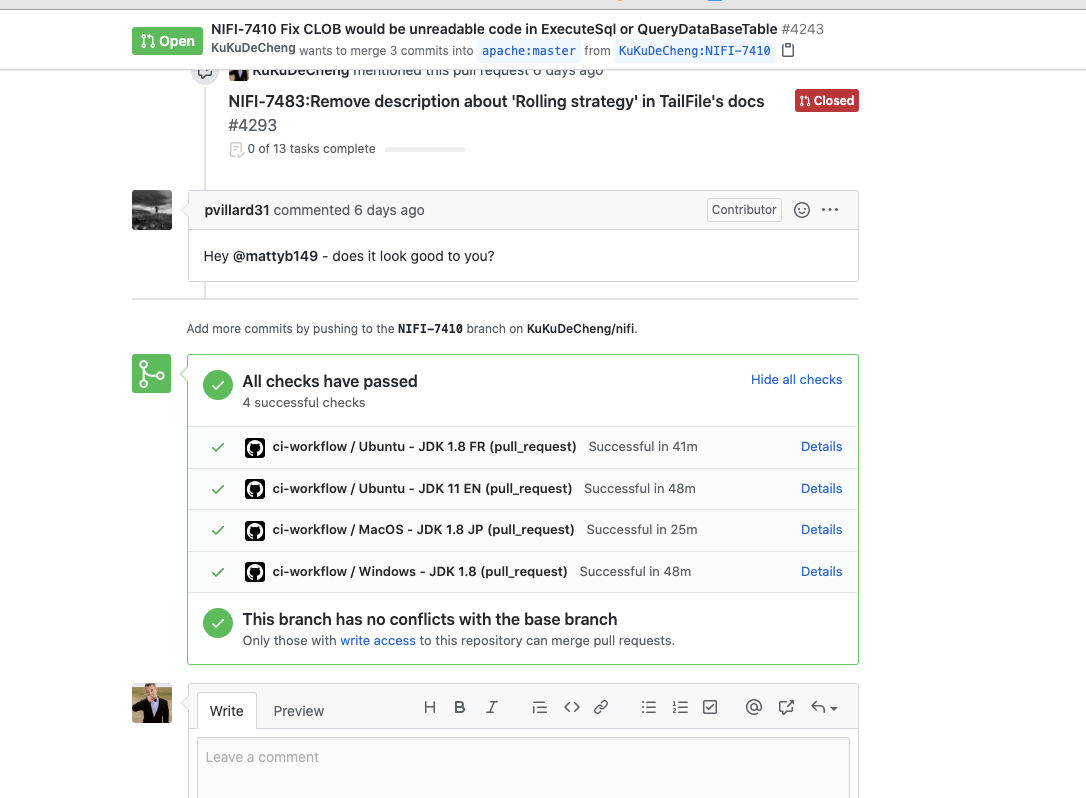 Open
NIFI-7410 Fix CLOB would be unreadable code in ExecuteSql or QueryDataBaseTable #4243
KuKuDeCheng wants to merge 3 commits into apache:master from KuKuDeCheng:NIFI-7410
KuKuDeCheng mentioned this pull request 6 days ago
NIFI-7483:Remove description about 'Rolling strategy' in TailFile's docs
Closed
#4293
0 of 13 tasks complete
pvillard31 commented 6 days ago Contributor
Hey @mattyb149 - does it look good to you?
Add more commits by pushing to the NIFI-7410 branch on KuKuDeCheng/nifi.
All checks have passed
Hide all checks
4 successful checks
ci-workflow / Ubuntu - JDK 1.8 FR (pull_request) Successful in 41m Details
ci-workflow / Ubuntu - JDK 11 EN (pull_request) Successful in 48m Details
ci-workflow / MacOS - JDK 1.8 JP (pull_request) Successful in 25m Details
ci-workflow / Windows - JDK 1.8 (pull_request) Successful in 48m Details
This branch has no conflicts with the base branch
Only those with write access to this repository can merge pull requests.
Write Preview
Leave a comment